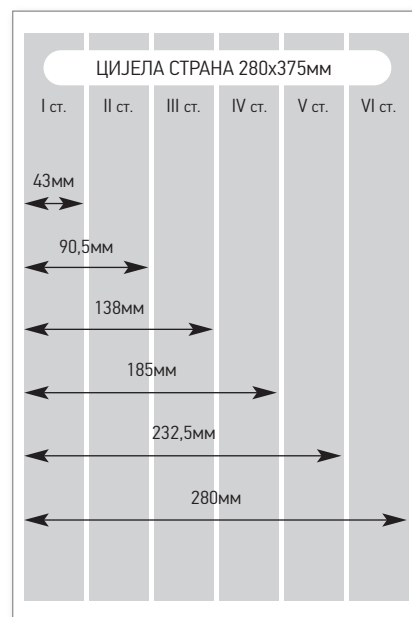 ЦИЈЕЛА СТРАНА 280x375мм
I ст. II ст. III ст. IV ст. V ст. VI ст.
43мм
90,5мм
138мм
185мм
232,5мм
280мм